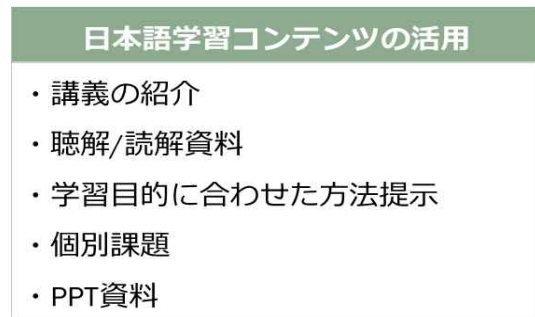 日本語学習コンテンツの活用
・講義の紹介
・聴解/読解資料
・学習目的に合わせた方法提示
・個別課題
・PPT資料